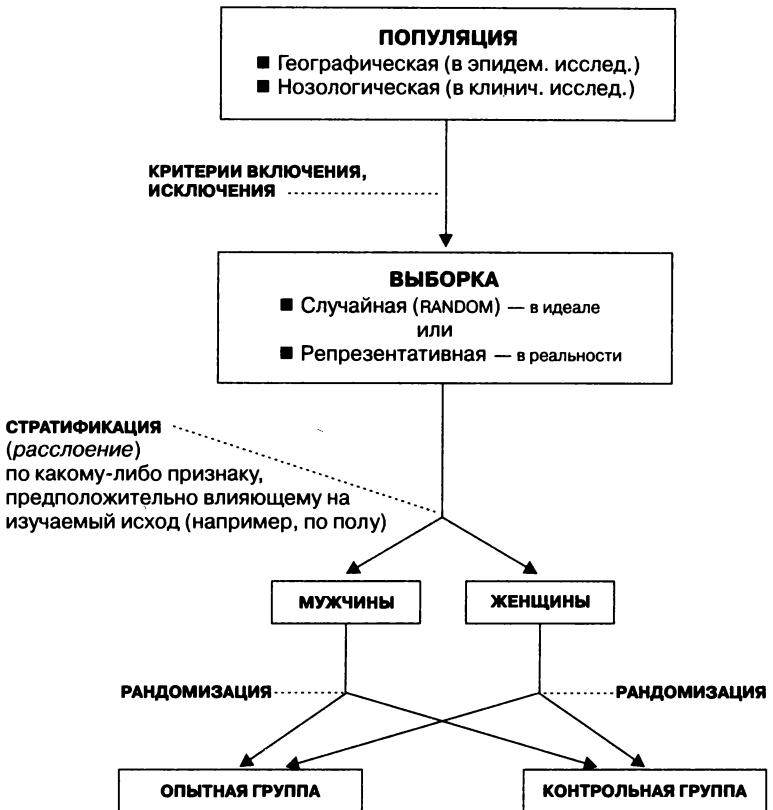 ПОПУЛЯЦИЯ
■ Географическая (в эпидем. исслед.)
■ Нозологическая (в клинич. исслед.)
КРИТЕРИИ ВКЛЮЧЕНИЯ,
ИСКЛЮЧЕНИЯ
ВЫБОРКА
■ Случайная (RANDOM) — в идеале
или
■ Репрезентативная — в реальности
СТРАТИФИКАЦИЯ
(расслоение)
по какому-либо признаку,
предположительно влияющему на
изучаемый исход (например, по полу)
МУЖЧИНЫ
ЖЕНЩИНЫ
РАНДОМИЗАЦИЯ
РАНДОМИЗАЦИЯ
ОПЫТНАЯ ГРУППА
КОНТРОЛЬНАЯ ГРУППА